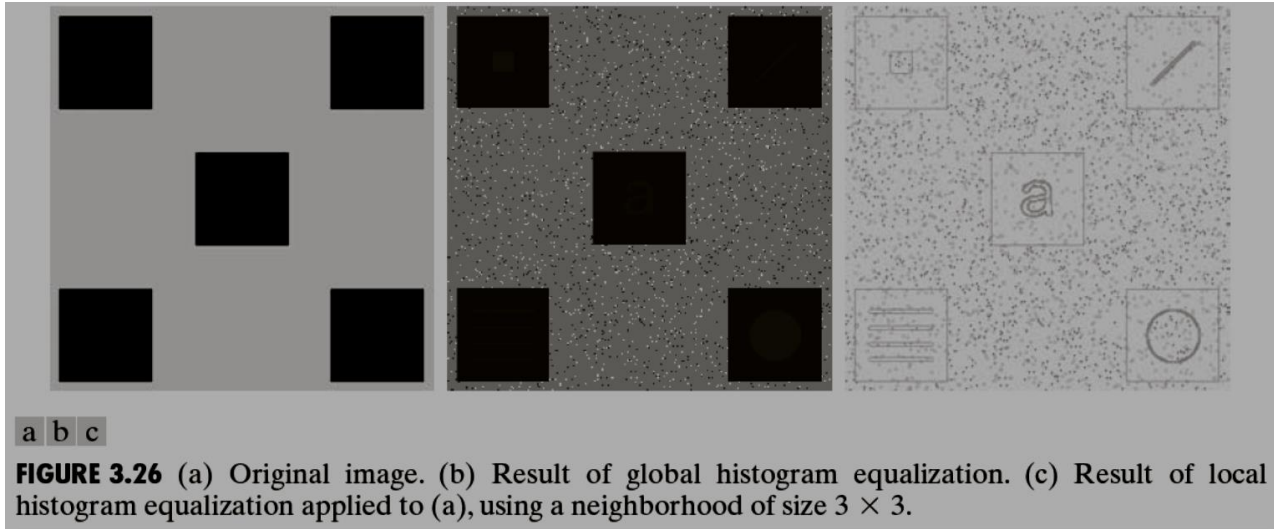 a
a
a b c
FIGURE 3.26 (a) Original image. (b) Result of global histogram equalization. (c) Result of local
histogram equalization applied to (a), using a neighborhood of size 3 × 3.